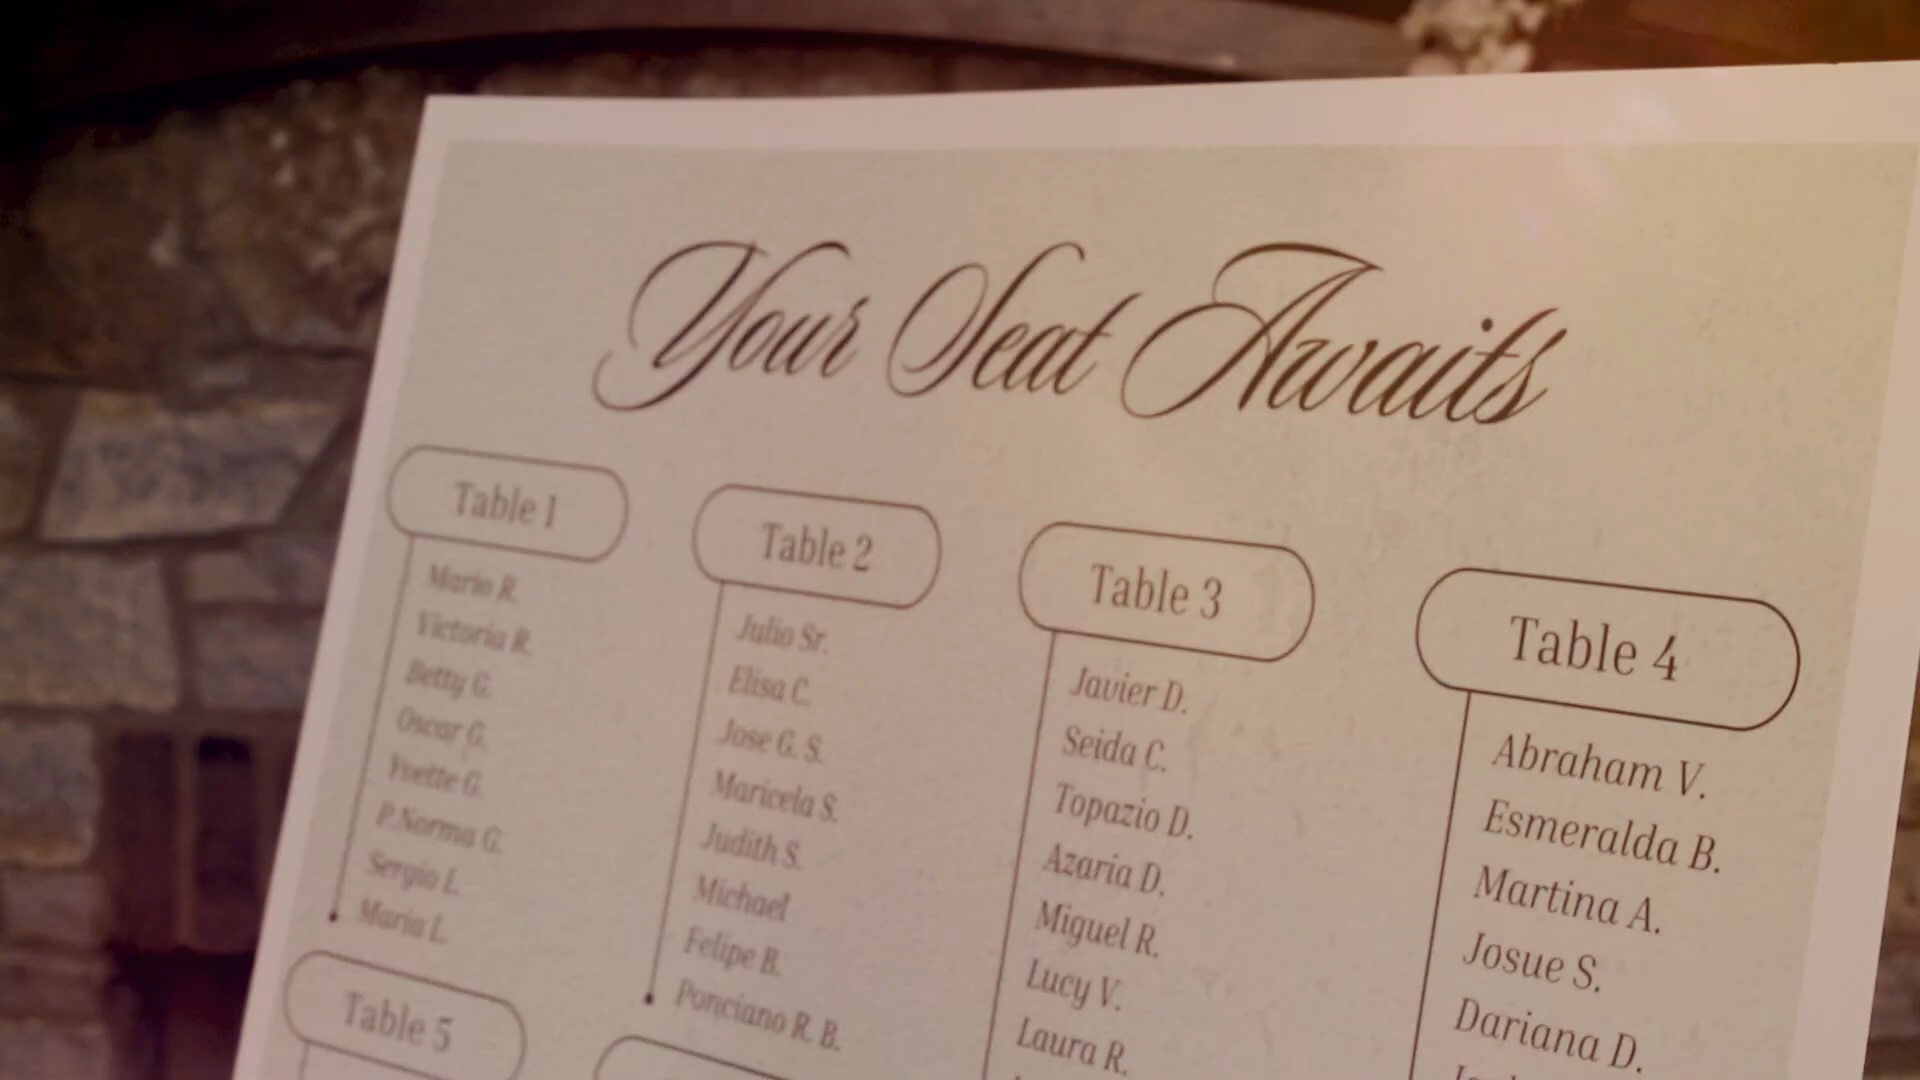 Your Seat Awaits
Table 1
Mario R.
Victoria R.
Betty G.
Oscar G.
Yvette G.
P.Norma G.
Sergio L.
Maria L.
Table 2
Julio Sr.
Elisa C.
Jose G. S.
Maricela S.
Judith S.
Michael
Felipe B.
Ponciano R. B.
Table 3
Javier D.
Seida C.
Topazio D.
Azaria D.
Miguel R.
Lucy V.
Laura R.
Table 4
Abraham V.
Esmeralda B.
Martina A.
Josue S.
Dariana D.
Table 5